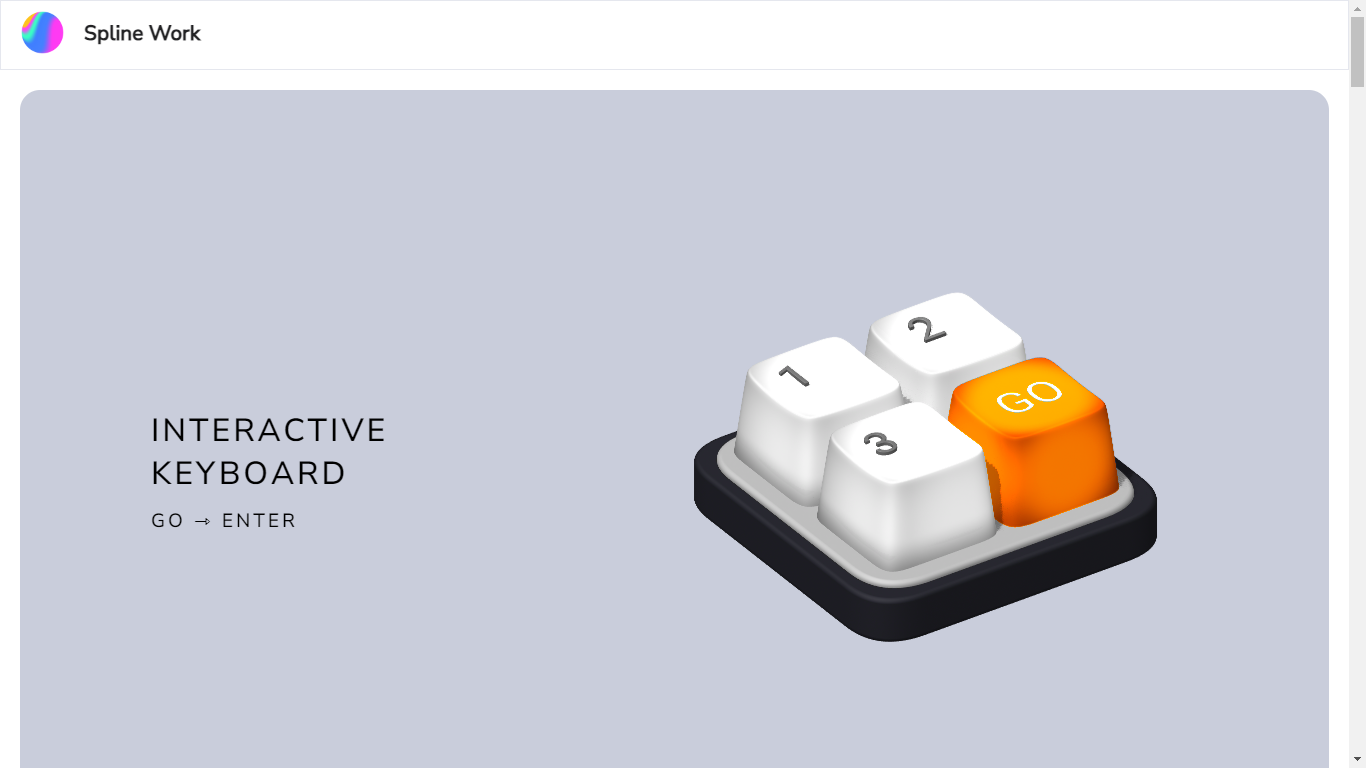 Spline Work
INTERACTIVE
KEYBOARD
GO → ENTER
1
2
3
GO